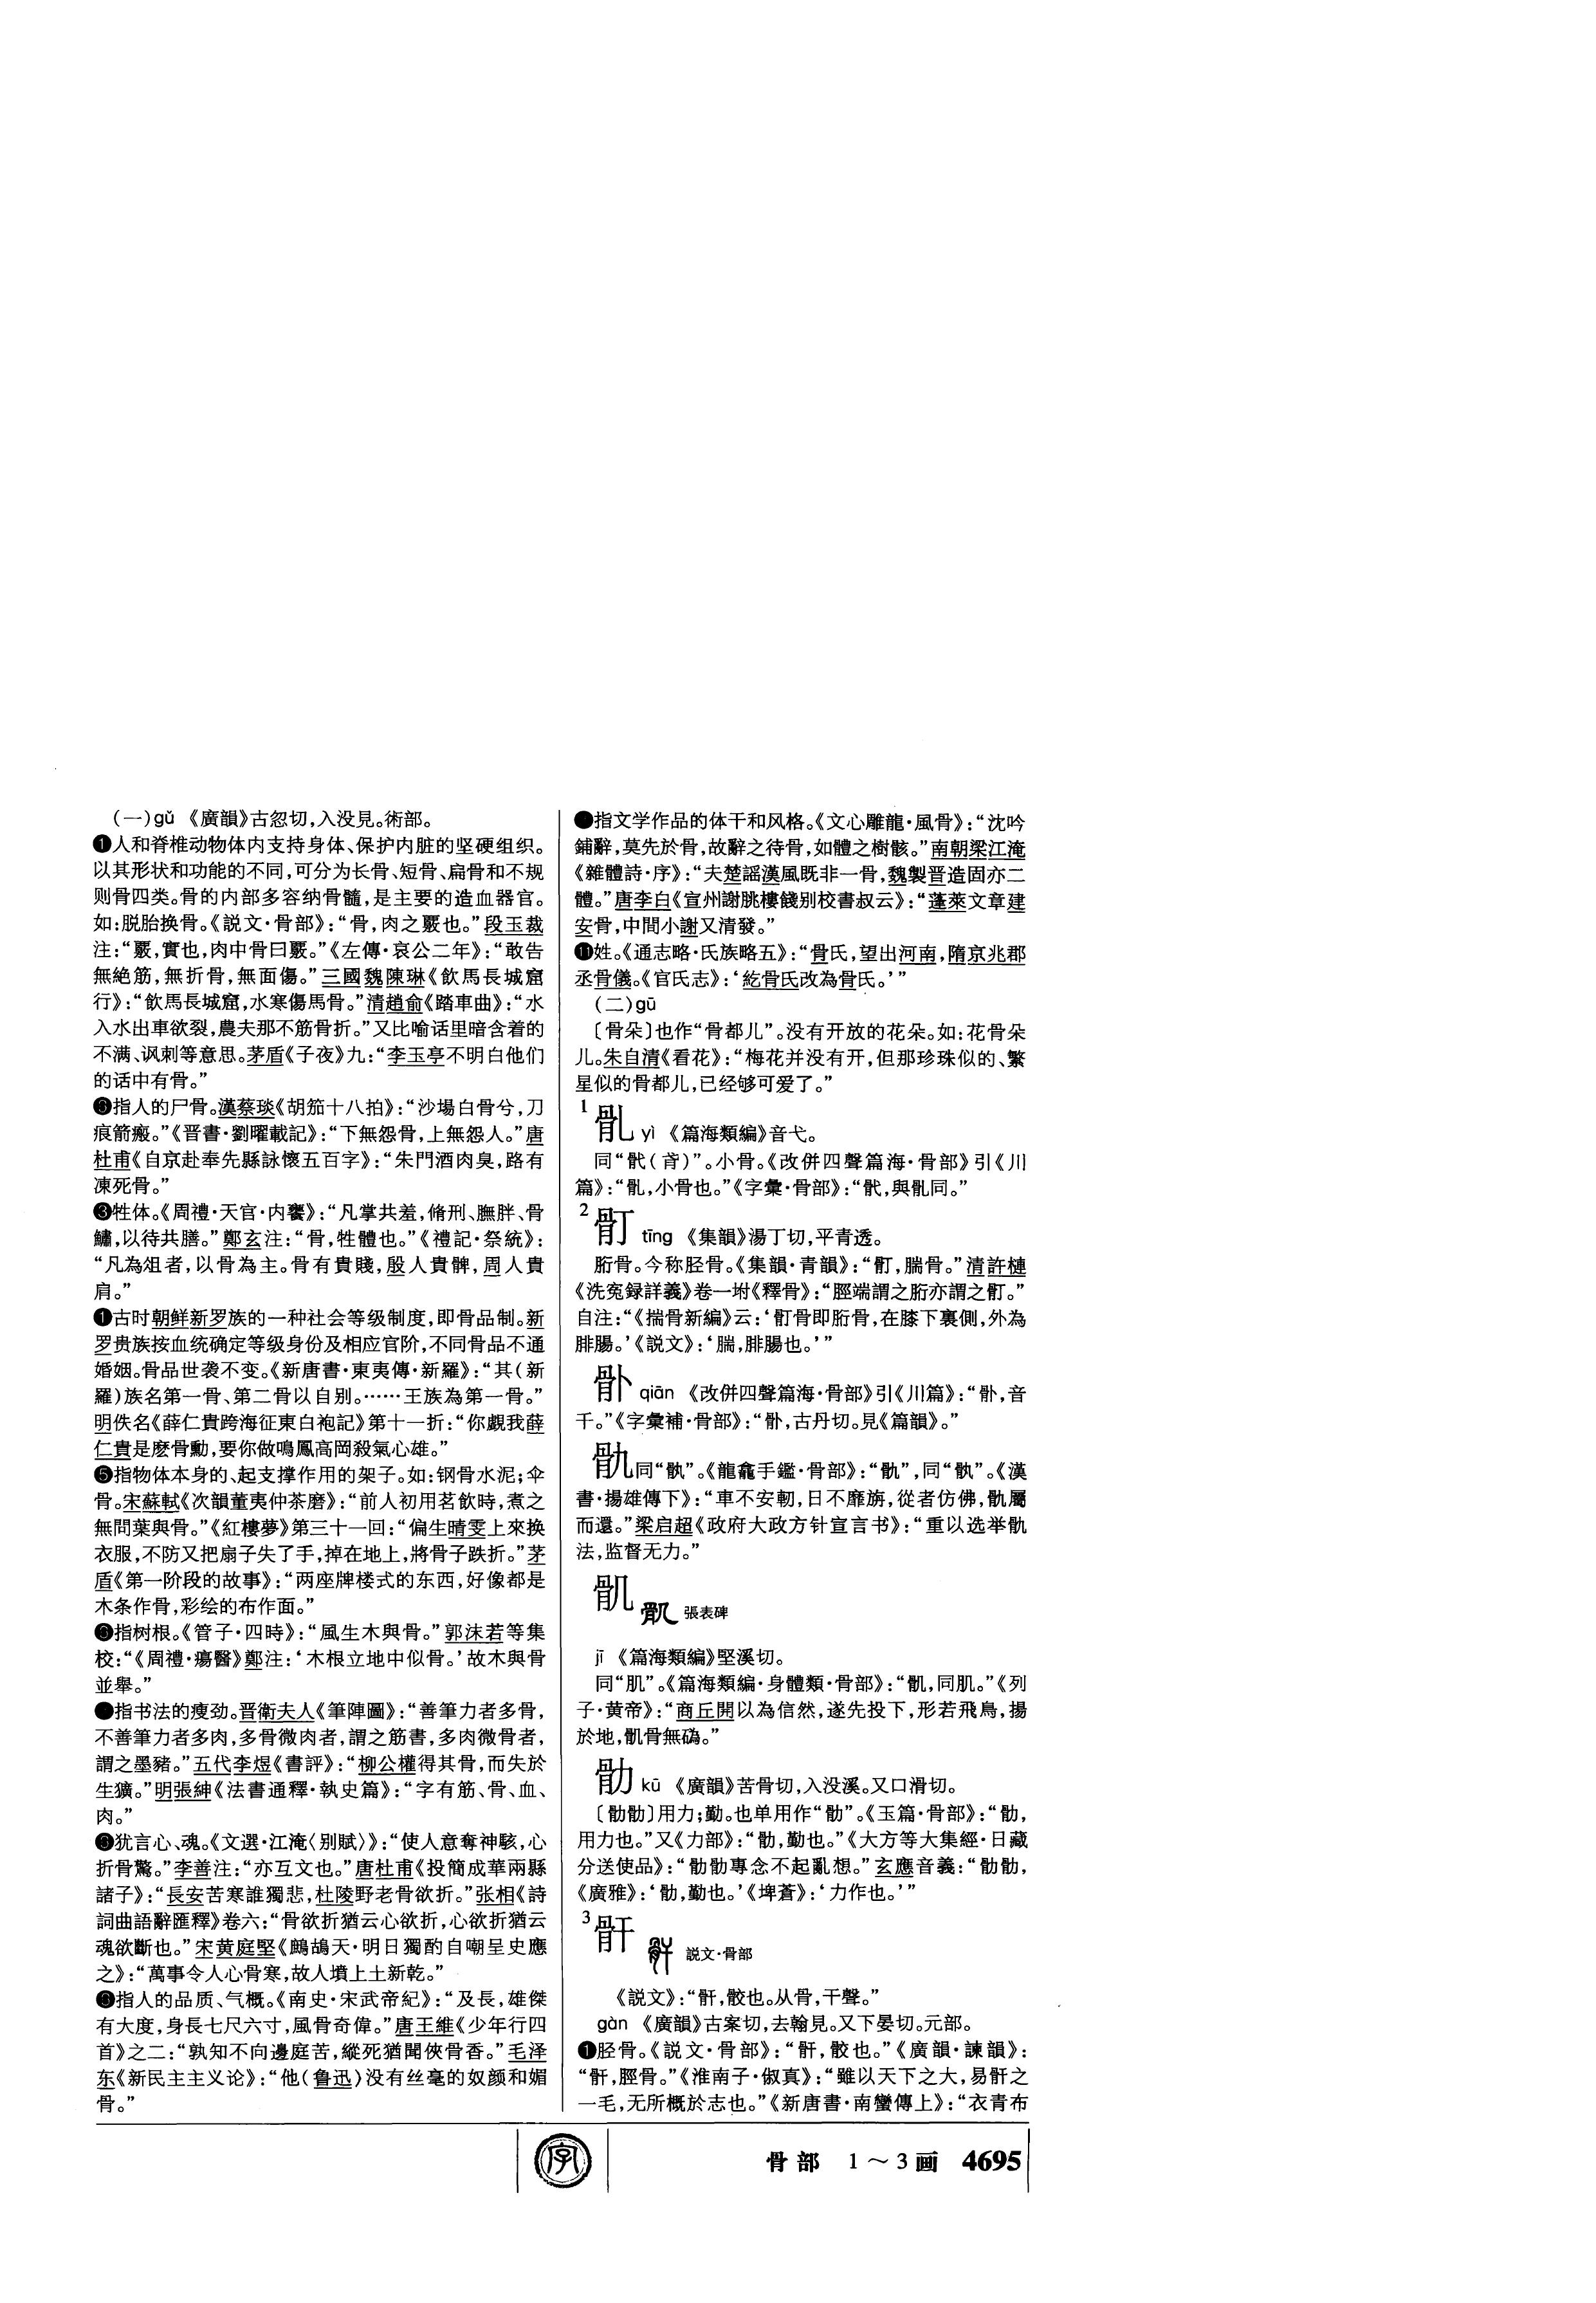 (一)gǔ 《廣韻》古忽切,入没見。術部。
❶人和脊椎动物体内支持身体、保护内脏的坚硬组织。
以其形状和功能的不同,可分为长骨、短骨、扁骨和不规
则骨四类。骨的内部多容纳骨髓,是主要的造血器官。
如:脱胎换骨。《説文·骨部》:“骨,肉之覈也。”段玉裁
注:“覈,實也,肉中骨曰覈。”《左傳·哀公二年》:“敢告
無絶筋,無折骨,無面傷。”三國魏陳琳《飲馬長城窟
行》:“飲馬長城窟,水寒傷馬骨。”清趙俞《踏車曲》:“水
入水出車欲裂,農夫那不筋骨折。”又比喻话里暗含着的
不满、讽刺等意思。茅盾《子夜》九:“李玉亭不明白他们
的话中有骨。”
指人的尸骨。漢蔡琰《胡笳十八拍》:“沙場白骨兮,刀
痕箭瘢。”《晋書·劉曜載記》:“下無怨骨,上無怨人。”唐
杜甫《自京赴奉先縣詠懷五百字》:“朱門酒肉臭,路有
凍死骨。”
❸牲体。《周禮·天官·内饔》:“凡掌共羞,脩刑、膴胖、骨
鱐,以待共膳。”鄭玄注:“骨,牲體也。”《禮記·祭統》:
“凡為俎者,以骨為主。骨有貴賤,殷人貴髀,周人貴
肩。”
古时朝鲜新罗族的一种社会等级制度,即骨品制。新
罗贵族按血统确定等级身份及相应官阶,不同骨品不通
婚姻。骨品世袭不变。《新唐書·東夷傳·新羅》:“其(新
羅)族名第一骨、第二骨以自别。……王族為第一骨。”
明佚名《薛仁貴跨海征東白袍記》第十一折:“你覷我薛
仁貴是麽骨勳,要你做鳴鳳高岡殺氣心雄。”
❺指物体本身的、起支撑作用的架子。如:钢骨水泥;伞
骨。宋蘇軾《次韻董夷仲茶磨》:“前人初用茗飲時,煮之
無問葉與骨。”《紅樓夢》第三十一回:“偏生晴雯上來换
衣服,不防又把扇子失了手,掉在地上,將骨子跌折。”茅
盾《第一阶段的故事》:“两座牌楼式的东西,好像都是
木条作骨,彩绘的布作面。”
指树根。《管子·四時》:“風生木與骨。”郭沫若等集
校:“《周禮·瘍醫》鄭注:‘木根立地中似骨。’故木與骨
並舉。”
指书法的瘦劲。晋衛夫人《筆陣圖》:“善筆力者多骨,
不善筆力者多肉,多骨微肉者,謂之筋書,多肉微骨者,
謂之墨豬。”五代李煜《書評》:“柳公權得其骨,而失於
生獷。”明張紳《法書通釋·執史篇》:“字有筋、骨、血、
肉。”
犹言心、魂。《文選·江淹〈别賦〉》:“使人意奪神駭,心
折骨驚。”李善注:“亦互文也。”唐杜甫《投簡成華兩縣
諸子》:“長安苦寒誰獨悲,杜陵野老骨欲折。”张相《詩
詞曲語辭匯釋》卷六:“骨欲折猶云心欲折,心欲折猶云
魂欲斷也。”宋黄庭堅《鷓鴣天·明日獨酌自嘲呈史應
之》:“萬事令人心骨寒,故人墳上土新乾。”
指人的品质、气概。《南史·宋武帝紀》:“及長,雄傑
有大度,身長七尺六寸,風骨奇偉。”唐王維《少年行四
首》之二:“孰知不向邊庭苦,縱死猶聞俠骨香。”毛泽
东《新民主主义论》:“他(鲁迅)没有丝毫的奴颜和媚
骨。”
指文学作品的体干和风格。《文心雕龍·風骨》:“沈吟
鋪辭,莫先於骨,故辭之待骨,如體之樹骸。”南朝梁江淹
《雜體詩·序》:“夫楚謡漢風既非一骨,魏製晋造固亦二
體。”唐李白《宣州謝朓樓餞别校書叔云》:“蓬萊文章建
安骨,中間小謝又清發。”
⓫姓。《通志略·氏族略五》:“骨氏,望出河南,隋京兆郡
丞骨儀。《官氏志》:‘紇骨氏改為骨氏。’”
(二)gū
〔骨朵〕也作“骨都儿”。没有开放的花朵。如:花骨朵
儿。朱自清《看花》:“梅花并没有开,但那珍珠似的、繁
星似的骨都儿,已经够可爱了。”
1 骩 yì 《篇海類編》音弋。
同“骮(䏌)”。小骨。《改併四聲篇海·骨部》引《川
篇》:“,小骨也。”《字彙·骨部》:“骮,與同。”
2 tīng 《集韻》湯丁切,平青透。
胻骨。今称胫骨。《集韻·青韻》:“,腨骨。”清許槤
《洗寃録詳義》卷一坿《釋骨》:“脛端謂之胻亦謂之。”
自注:“《揣骨新編》云:‘骨即胻骨,在膝下裏側,外為
腓腸。’《説文》:‘腨,腓腸也。’”
qiān 《改併四聲篇海·骨部》引《川篇》:“,音
千。”《字彙補·骨部》:“,古丹切。見《篇韻》。”
骩同“骫”。《龍龕手鑑·骨部》:“骩”,同“骫”。《漢
書·揚雄傳下》:“車不安軔,日不靡旃,從者仿佛,骩屬
而還。”梁启超《政府大政方针宣言书》:“重以选举骩
法,监督无力。”
骪 張表碑
jī 《篇海類編》堅溪切。
同“肌”。《篇海類編·身體類·骨部》:“,同肌。”《列
子·黄帝》:“商丘開以為信然,遂先投下,形若飛鳥,揚
於地,骨無䃣。”
kū 《廣韻》苦骨切,入没溪。又口滑切。
〔〕用力;勤。也单用作“”。《玉篇·骨部》:“,
用力也。”又《力部》:“,勤也。”《大方等大集經·日藏
分送使品》:“專念不起亂想。”玄應音義:“,
《廣雅》:‘,勤也。’《埤蒼》:‘力作也。’”
3 骭 説文·骨部
《説文》:“骭,骹也。从骨,干聲。”
gàn 《廣韻》古案切,去翰見。又下晏切。元部。
❶胫骨。《説文·骨部》:“骭,骹也。”《廣韻·諫韻》:
“骭,脛骨。”《淮南子·俶真》:“雖以天下之大,易骭之
一毛,无所概於志也。”《新唐書·南蠻傳上》:“衣青布
字 骨部 1～3画 4695